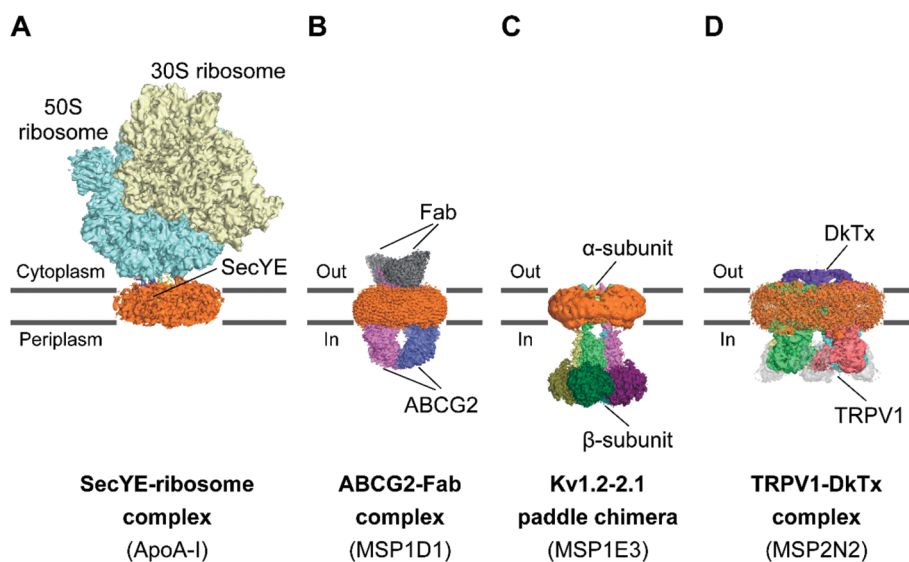 A
30S ribosome
50S
ribosome
Cytoplasm
SecYE
Periplasm
SecYE-ribosome
complex
(ApoA-I)
B
Fab
Out
In
ABCG2
ABCG2-Fab
complex
(MSP1D1)
C
α-subunit
Out
In
β-subunit
Kv1.2-2.1
paddle chimera
(MSP1E3)
D
DkTx
Out
In
TRPV1
TRPV1-DkTx
complex
(MSP2N2)